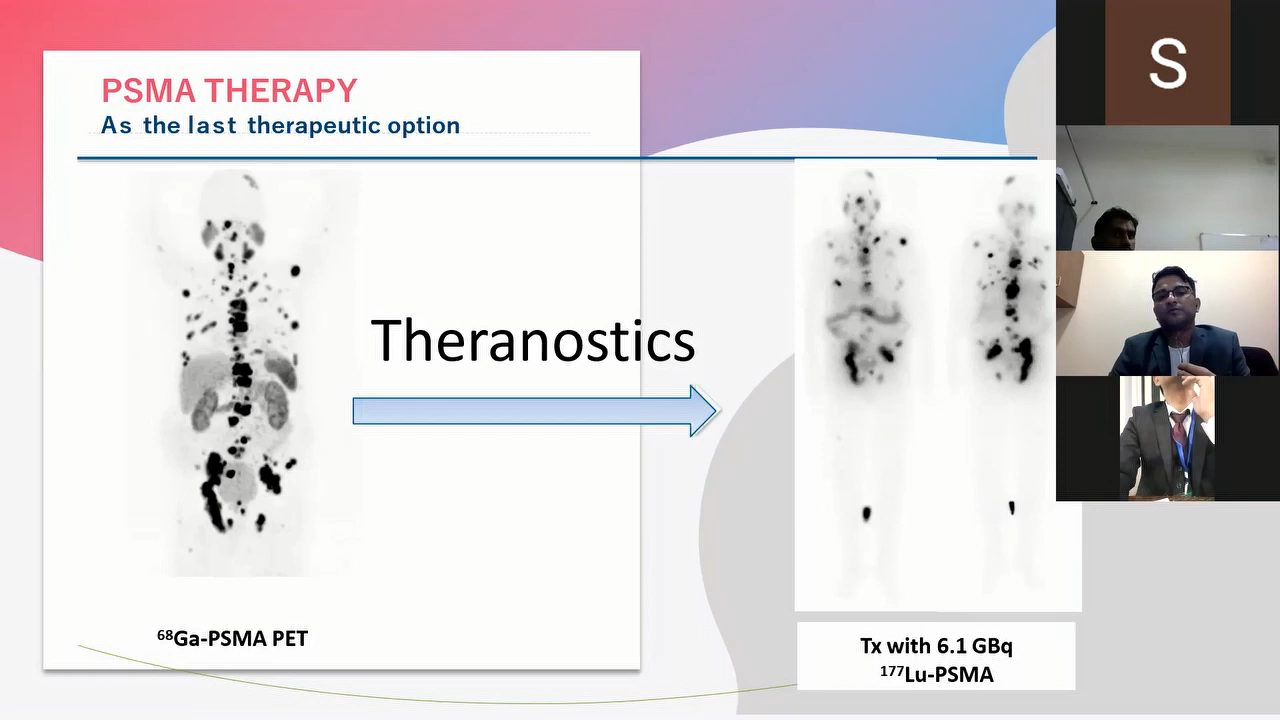 PSMA THERAPY
As the last therapeutic option
Theranostics
⁶⁸Ga-PSMA PET
Tx with 6.1 GBq
¹⁷⁷Lu-PSMA
S